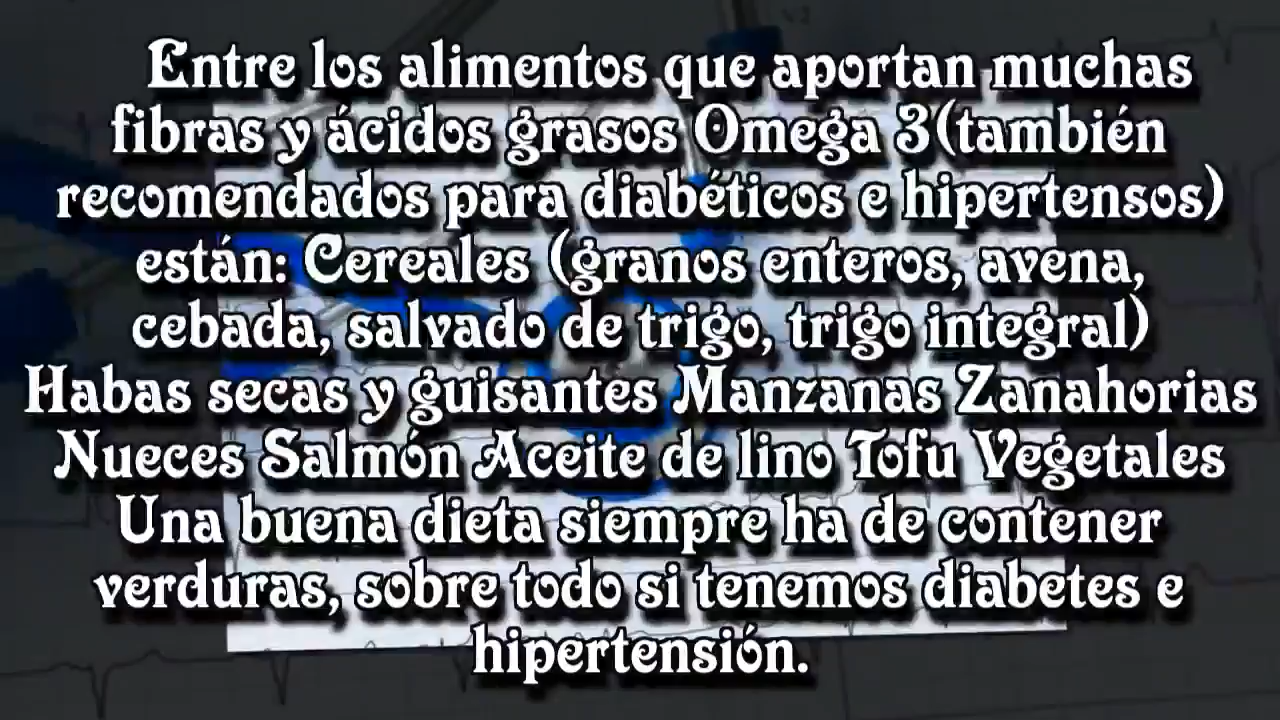 Entre los alimentos que aportan muchas
fibras y ácidos grasos Omega 3(también
recomendados para diabéticos e hipertensos)
están: Cereales (granos enteros, avena,
cebada, salvado de trigo, trigo integral)
Habas secas y guisantes Manzanas Zanahorias
Nueces Salmón Aceite de lino Tofu Vegetales
Una buena dieta siempre ha de contener
verduras, sobre todo si tenemos diabetes e
hipertensión.